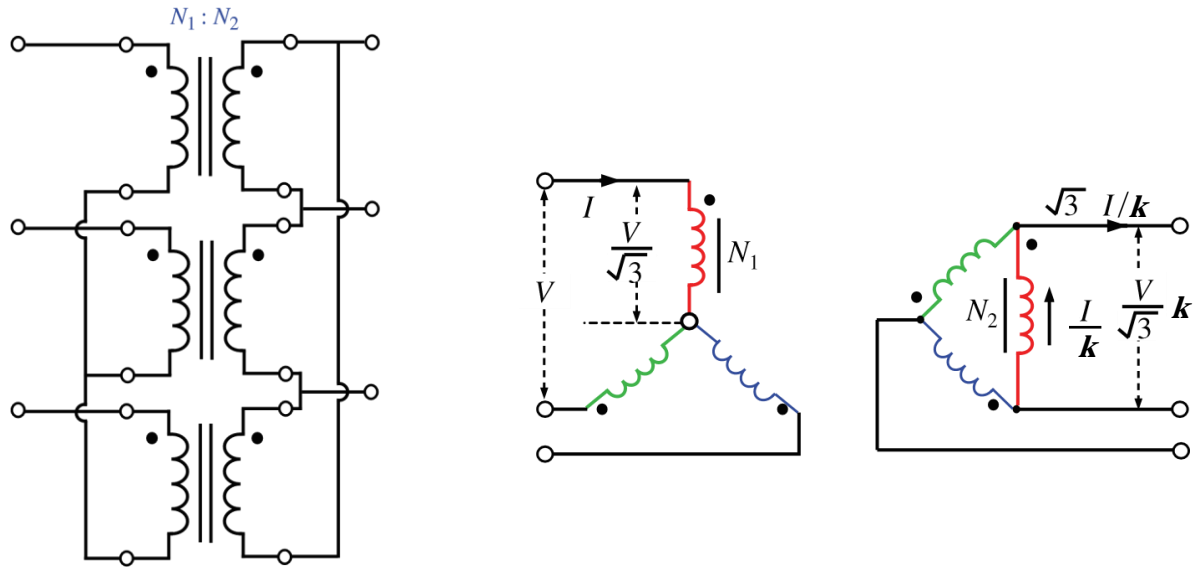 N₁ : N₂
I
V/√3
N₁
V
√3 I/k
N₂
I/k
V/√3 k